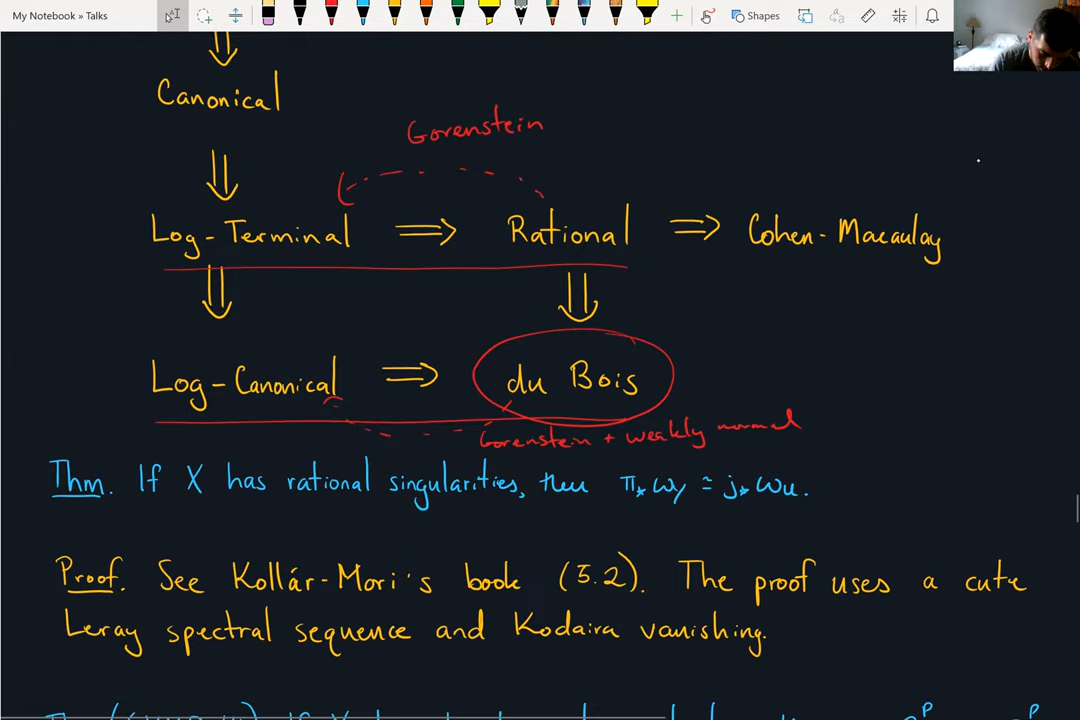 My Notebook » Talks
Shapes
Canonical
Gorenstein
Log-Terminal ⟹ Rational ⟹ Cohen-Macaulay
Log-Canonical ⟹ du Bois
Gorenstein + weakly normal
Thm. If X has rational singularities, then π⁎ωY ≃ j⁎ωU.
Proof. See Kollár-Mori's book (5.2). The proof uses a cute
Leray spectral sequence and Kodaira vanishing.